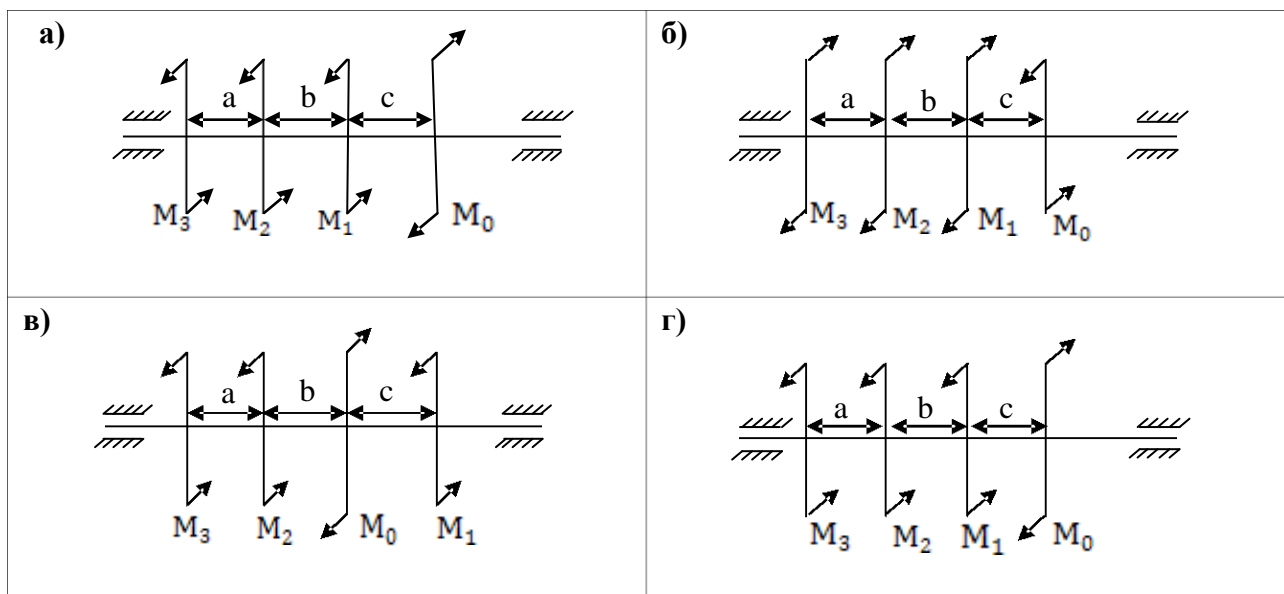 а)
a b c
M₃ M₂ M₁ M₀
б)
a b c
M₃ M₂ M₁ M₀
в)
a b c
M₃ M₂ M₀ M₁
г)
a b c
M₃ M₂ M₁ M₀